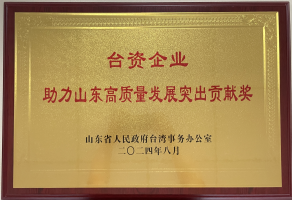 台资企业
助力山东高质量发展突出贡献奖
山东省人民政府台湾事务办公室
二〇二四年八月